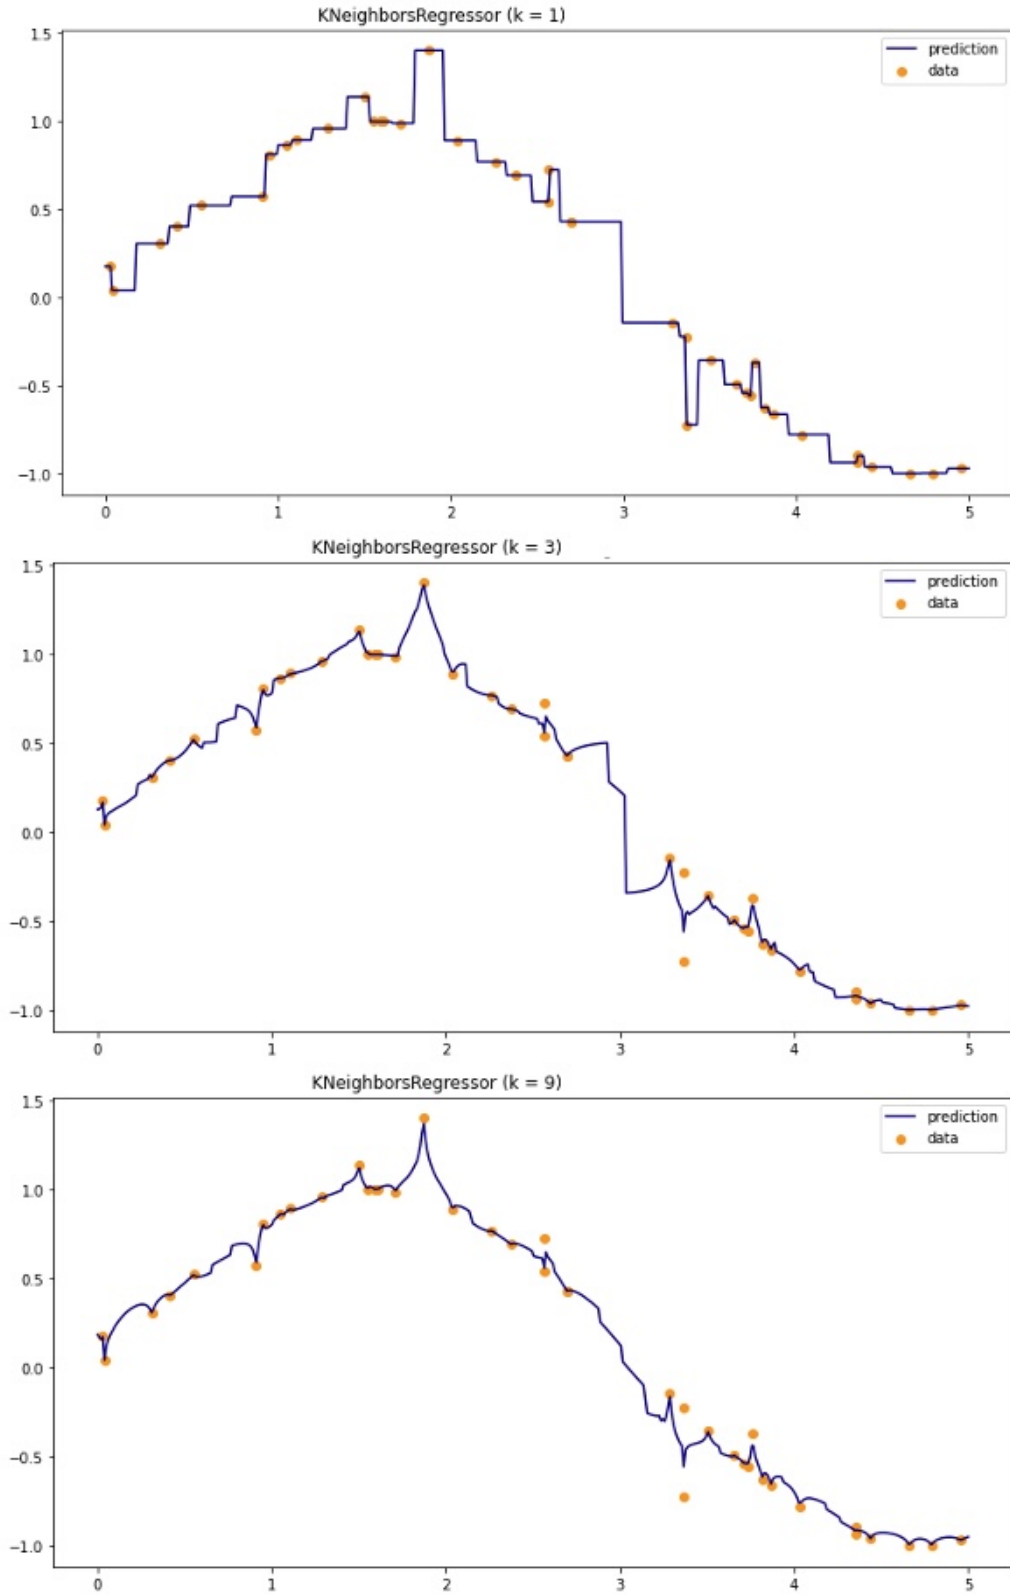 KNeighborsRegressor (k = 1)
1.5
1.0
0.5
0.0
−0.5
−1.0
prediction
data
0 1 2 3 4 5
KNeighborsRegressor (k = 3)
1.5
1.0
0.5
0.0
−0.5
−1.0
prediction
data
0 1 2 3 4 5
KNeighborsRegressor (k = 9)
1.5
1.0
0.5
0.0
−0.5
−1.0
prediction
data
0 1 2 3 4 5